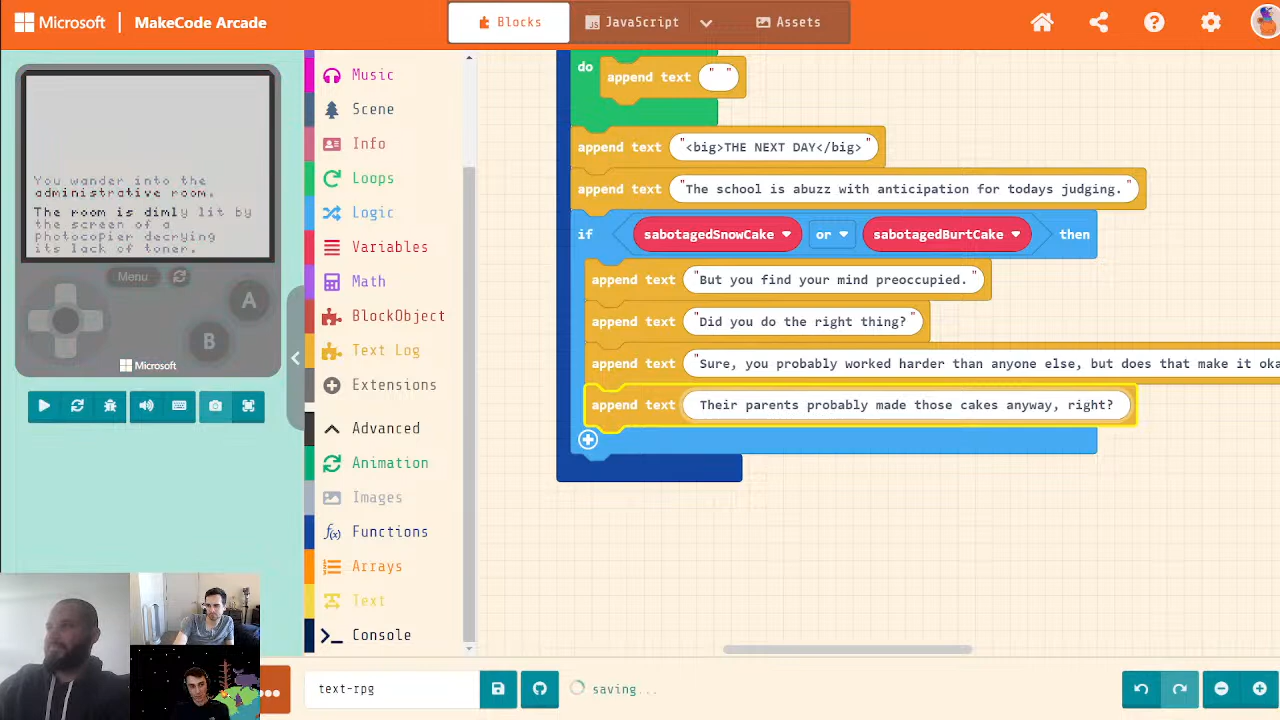 Microsoft | MakeCode Arcade
Blocks
JavaScript
Assets
You wander into the
administrative room.
The room is dimly lit by
the screen of a
photocopier decrying
its lack of toner.
Menu
A
B
Microsoft
Music
Scene
Info
Loops
Logic
Variables
Math
BlockObject
Text Log
Extensions
Advanced
Animation
Images
Functions
Arrays
Text
Console
do
append text " "
append text "<big>THE NEXT DAY</big>"
append text "The school is abuzz with anticipation for todays judging."
if sabotagedSnowCake or sabotagedBurtCake then
append text "But you find your mind preoccupied."
append text "Did you do the right thing?"
append text "Sure, you probably worked harder than anyone else, but does that make it oka
append text Their parents probably made those cakes anyway, right?
text-rpg
saving...